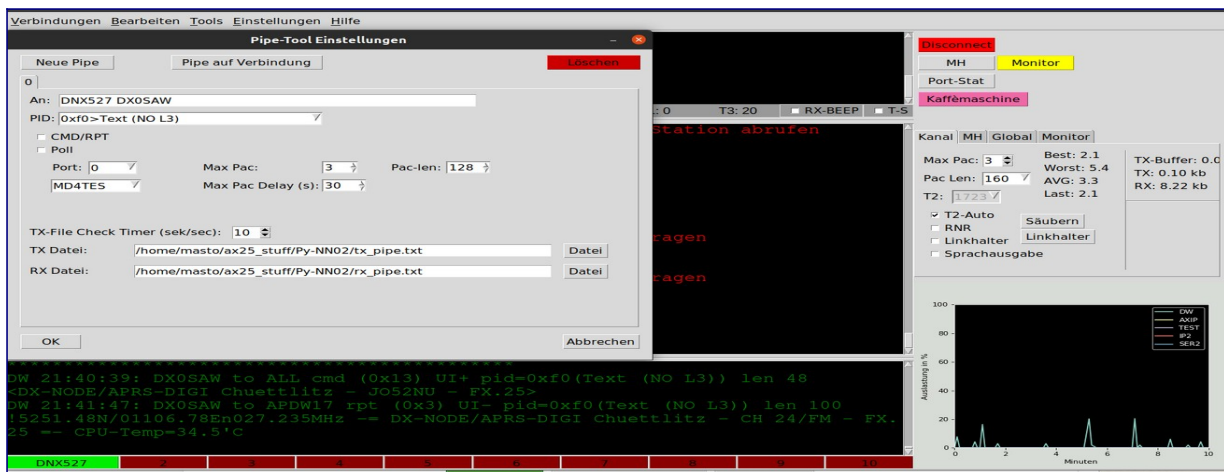 Verbindungen Bearbeiten Tools Einstellungen Hilfe
Pipe-Tool Einstellungen
Neue Pipe Pipe auf Verbindung Löschen
0
An: DNX527 DX0SAW
PID: 0xf0>Text (NO L3)
CMD/RPT
Poll
Port: 0 Max Pac: 3 Pac-len: 128
MD4TES Max Pac Delay (s): 30
TX-File Check Timer (sek/sec): 10
TX Datei: /home/masto/ax25_stuff/Py-NN02/tx_pipe.txt Datei
RX Datei: /home/masto/ax25_stuff/Py-NN02/rx_pipe.txt Datei
OK Abbrechen
: 0 T3: 20 RX-BEEP T-S
Station abrufen
ragen
ragen
DW 21:40:39: DX0SAW to ALL cmd (0x13) UI+ pid=0xf0(Text (NO L3)) len 48
<DX-NODE/APRS-DIGI Chuettlitz - JO52NU - FX.25>
DW 21:41:47: DX0SAW to APDW17 rpt (0x3) UI- pid=0xf0(Text (NO L3)) len 100
!5251.48N/01106.78En027.235MHz -= DX-NODE/APRS-DIGI Chuettlitz - CH 24/FM - FX.
25 =- CPU-Temp=34.5'C
DNX527 2 3 4 5 6 7 8 9 10
Disconnect
MH Monitor
Port-Stat
Kaffèmaschine
Kanal MH Global Monitor
Max Pac: 3
Pac Len: 160
T2: 1723
Best: 2.1
Worst: 5.4
AVG: 3.3
Last: 2.1
TX-Buffer: 0.0
TX: 0.10 kb
RX: 8.22 kb
T2-Auto
RNR
Linkhalter
Sprachausgabe
Säubern
Linkhalter
100
80
60
40
20
0
Auslastung in %
DW
AXIP
TEST
IP2
SER2
0 2 4 6 8 10
Minuten